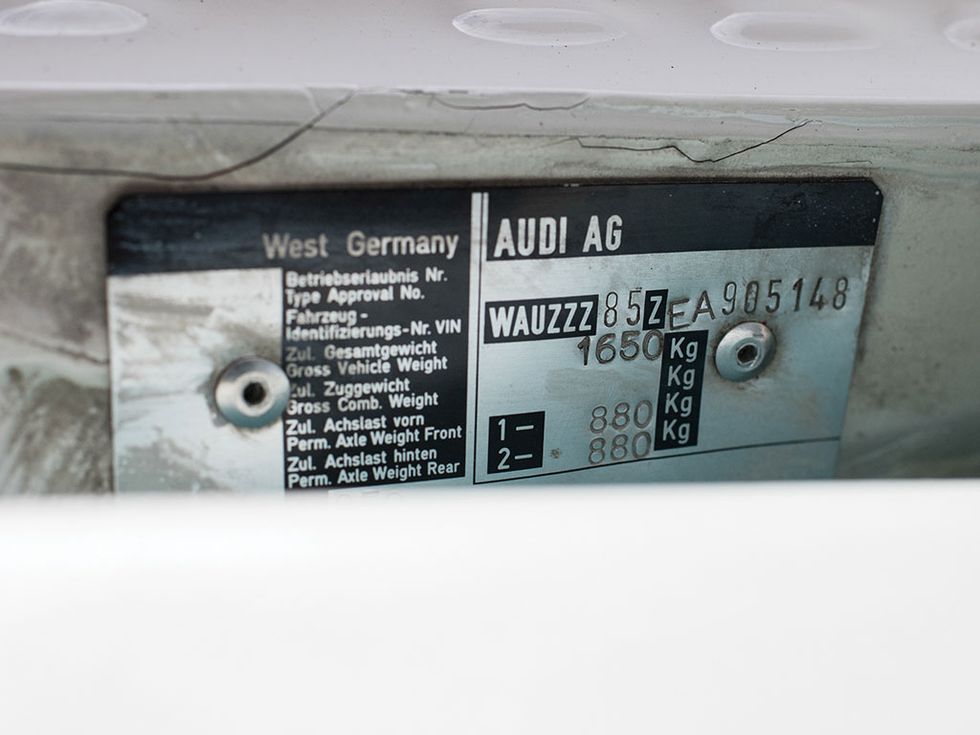 West Germany
Betriebserlaubnis Nr.
Type Approval No.
Fahrzeug-
Identifizierungs-Nr. VIN
Zul. Gesamtgewicht
Gross Vehicle Weight
Zul. Zuggewicht
Gross Comb. Weight
Zul. Achslast vorn
Perm. Axle Weight Front
Zul. Achslast hinten
Perm. Axle Weight Rear
AUDI AG
WAUZZZ85ZEA905148
1650 Kg
Kg
1– 880 Kg
2– 880 Kg